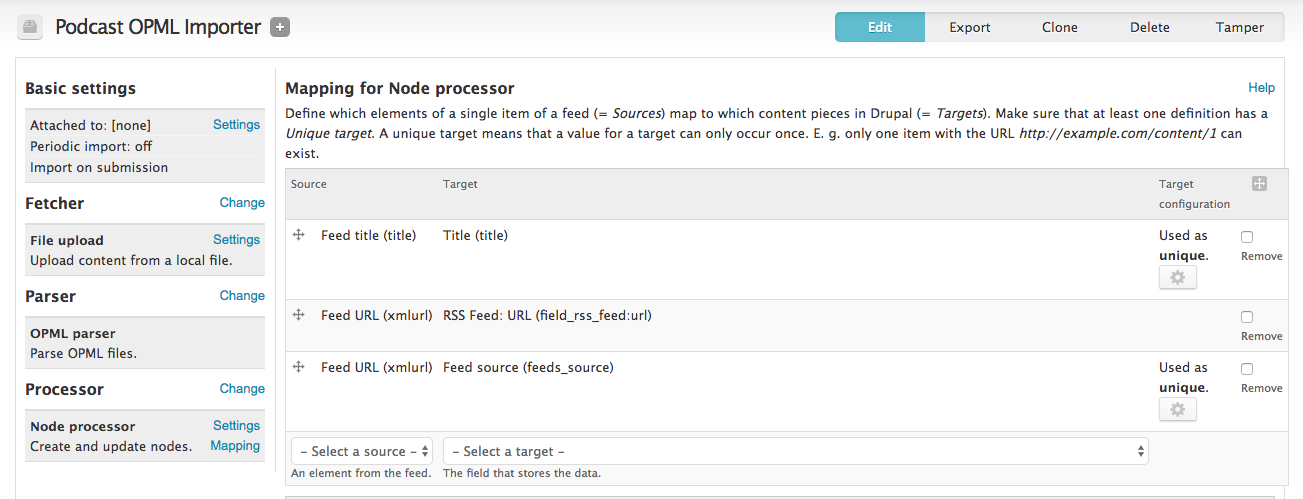 Podcast OPML Importer
Edit
Export
Clone
Delete
Tamper
Basic settings
Attached to: [none] Settings
Periodic import: off
Import on submission
Fetcher Change
File upload Settings
Upload content from a local file.
Parser Change
OPML parser
Parse OPML files.
Processor Change
Node processor Settings
Create and update nodes. Mapping
Mapping for Node processor Help
Define which elements of a single item of a feed (= Sources) map to which content pieces in Drupal (= Targets). Make sure that at least one definition has a
Unique target. A unique target means that a value for a target can only occur once. E. g. only one item with the URL http://example.com/content/1 can
exist.
Source Target Target
configuration
Feed title (title) Title (title) Used as
unique.
Remove
Feed URL (xmlurl) RSS Feed: URL (field_rss_feed:url)
Remove
Feed URL (xmlurl) Feed source (feeds_source) Used as
unique.
Remove
- Select a source - - Select a target -
An element from the feed. The field that stores the data.